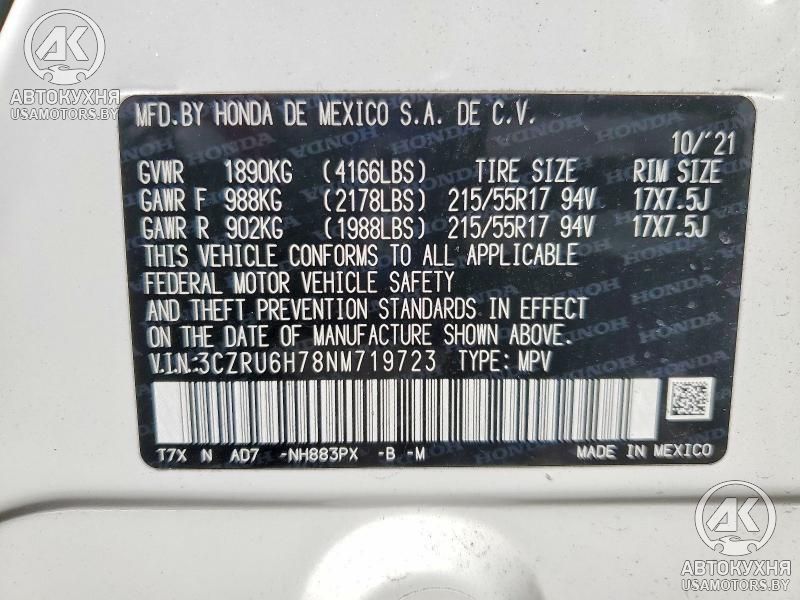 АВТОКУХНЯ
USAMOTORS.BY
MFD.BY HONDA DE MEXICO S.A. DE C.V.
10/'21
GVWR 1890KG (4166LBS) TIRE SIZE RIM SIZE
GAWR F 988KG (2178LBS) 215/55R17 94V 17X7.5J
GAWR R 902KG (1988LBS) 215/55R17 94V 17X7.5J
THIS VEHICLE CONFORMS TO ALL APPLICABLE
FEDERAL MOTOR VEHICLE SAFETY
AND THEFT PREVENTION STANDARDS IN EFFECT
ON THE DATE OF MANUFACTURE SHOWN ABOVE.
V.I.N.:3CZRU6H78NM719723 TYPE: MPV
T7X N AD7 -NH883PX -B -M MADE IN MEXICO
АВТОКУХНЯ
USAMOTORS.BY